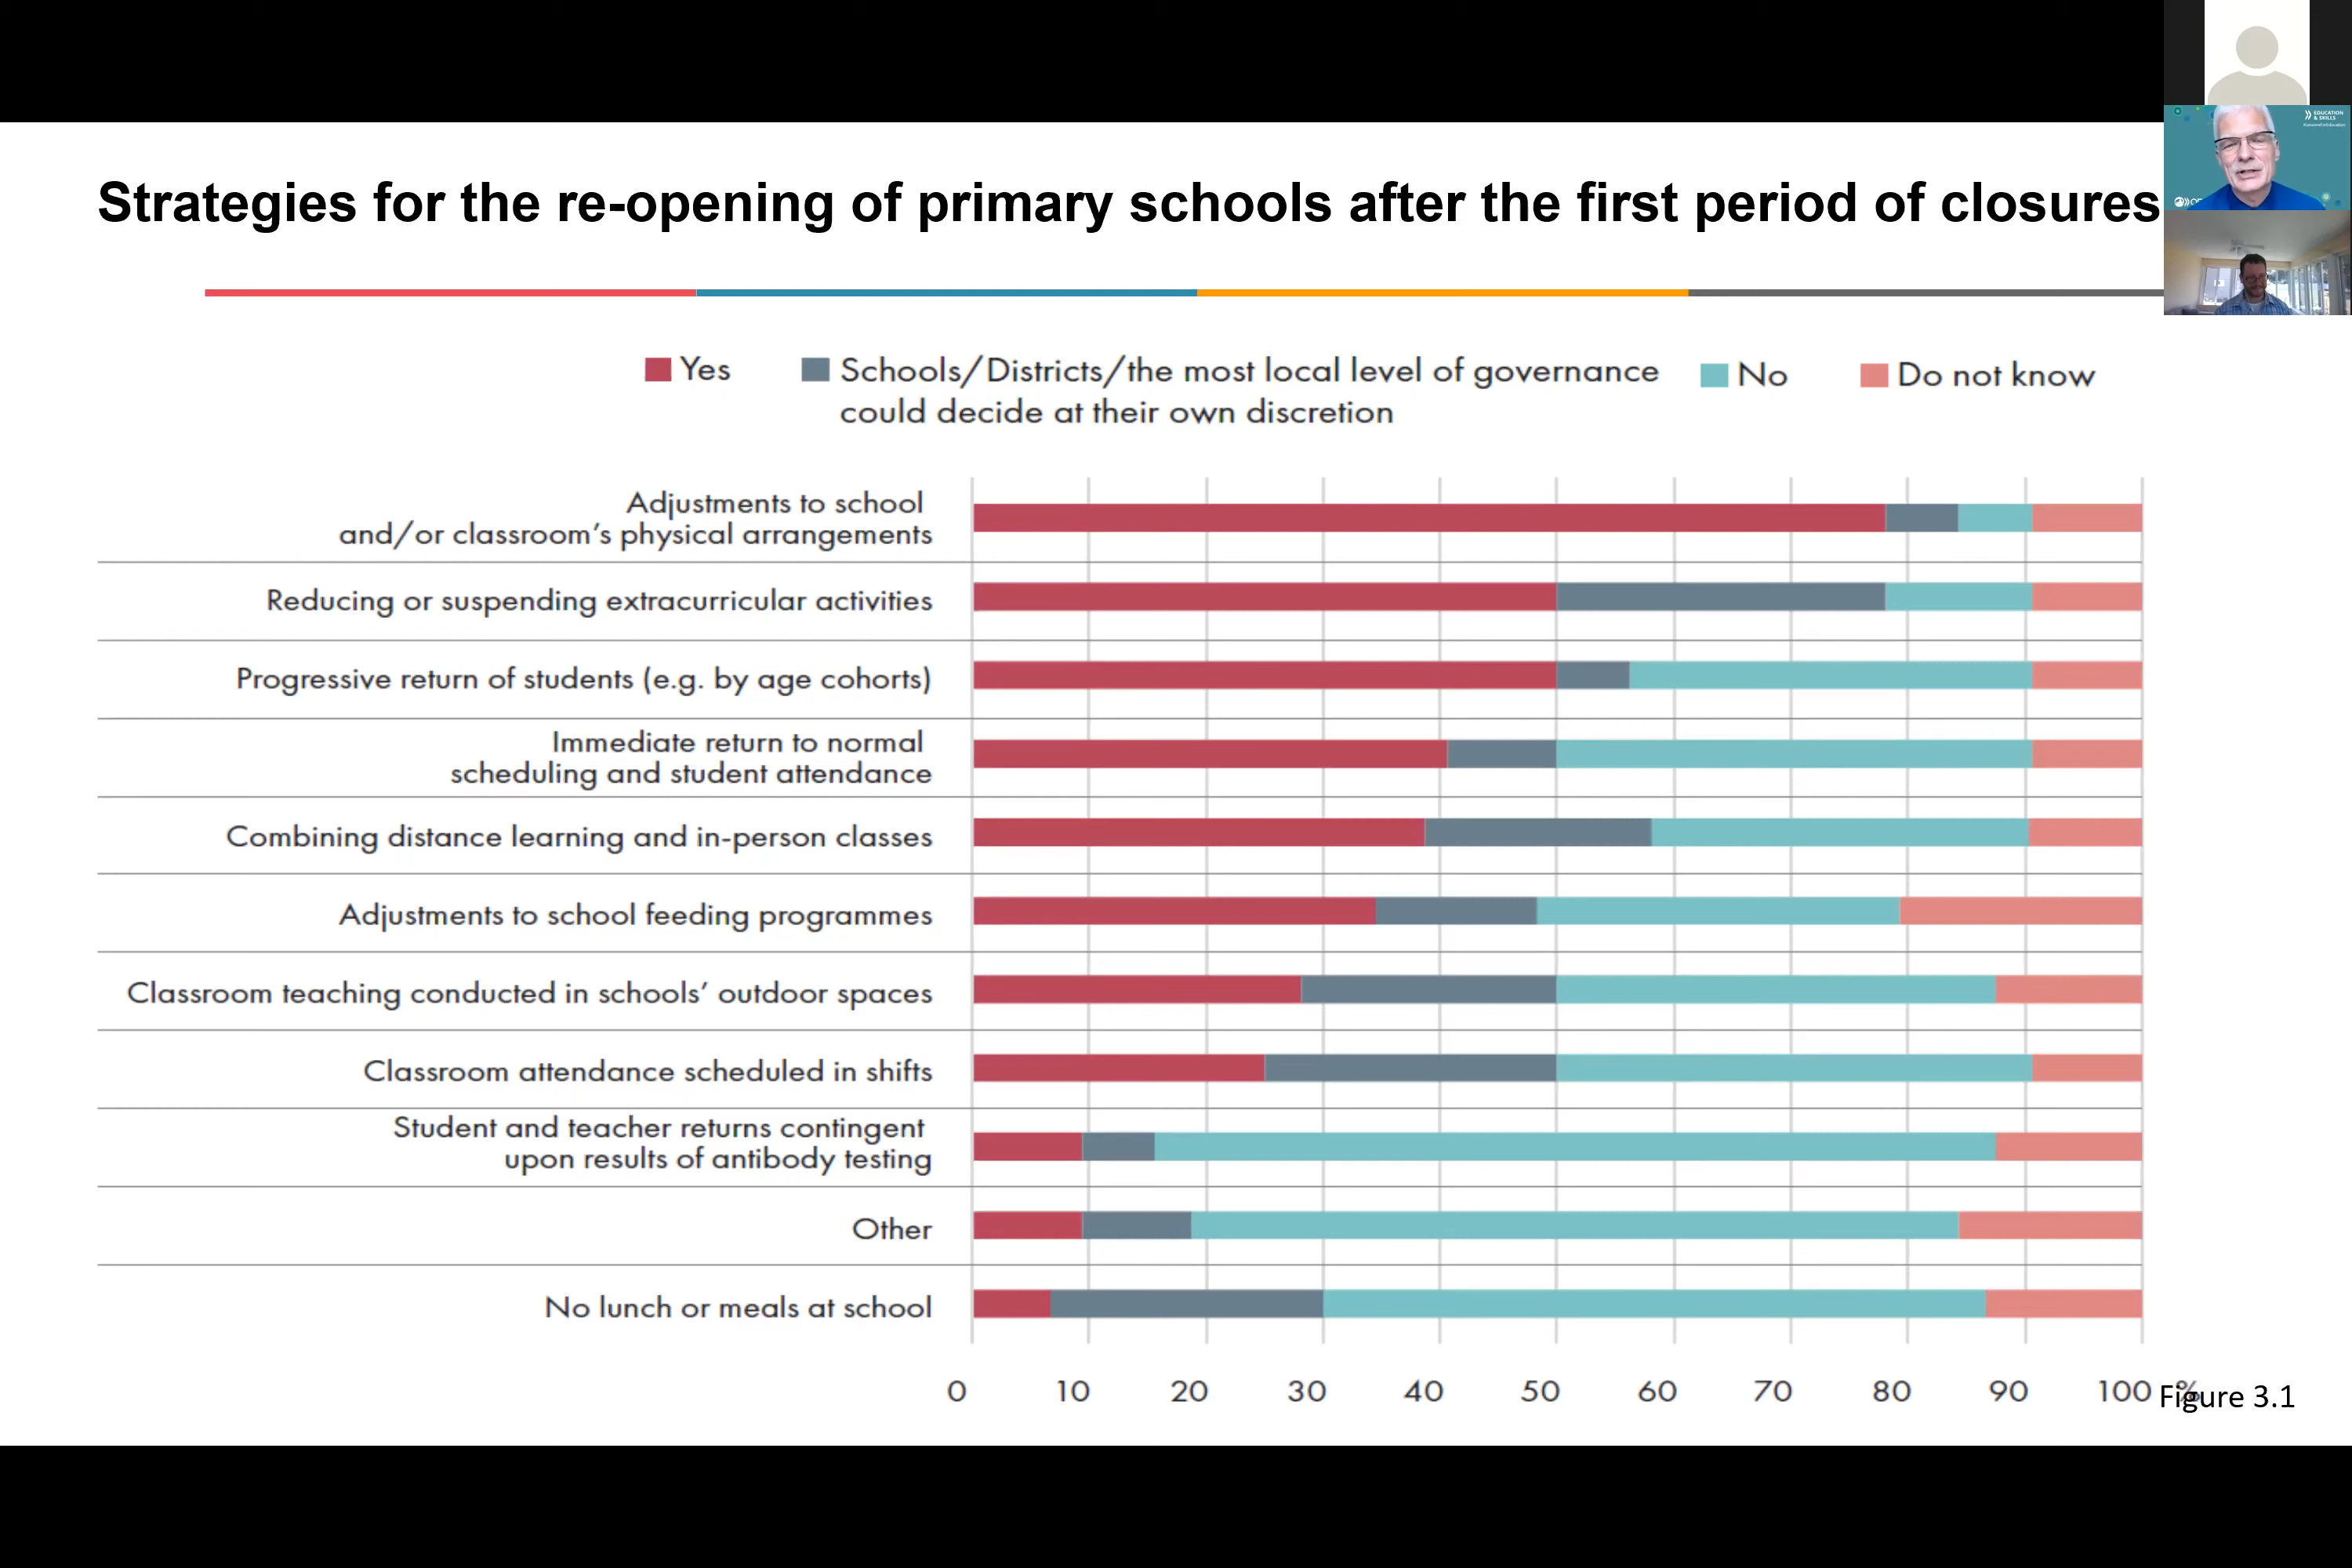 Strategies for the re-opening of primary schools after the first period of closures
EDUCATION
& SKILLS
Yes
Schools/Districts/the most local level of governance
could decide at their own discretion
No
Do not know
Adjustments to school
and/or classroom's physical arrangements
Reducing or suspending extracurricular activities
Progressive return of students (e.g. by age cohorts)
Immediate return to normal
scheduling and student attendance
Combining distance learning and in-person classes
Adjustments to school feeding programmes
Classroom teaching conducted in schools' outdoor spaces
Classroom attendance scheduled in shifts
Student and teacher returns contingent
upon results of antibody testing
Other
No lunch or meals at school
0 10 20 30 40 50 60 70 80 90 100 %
Figure 3.1